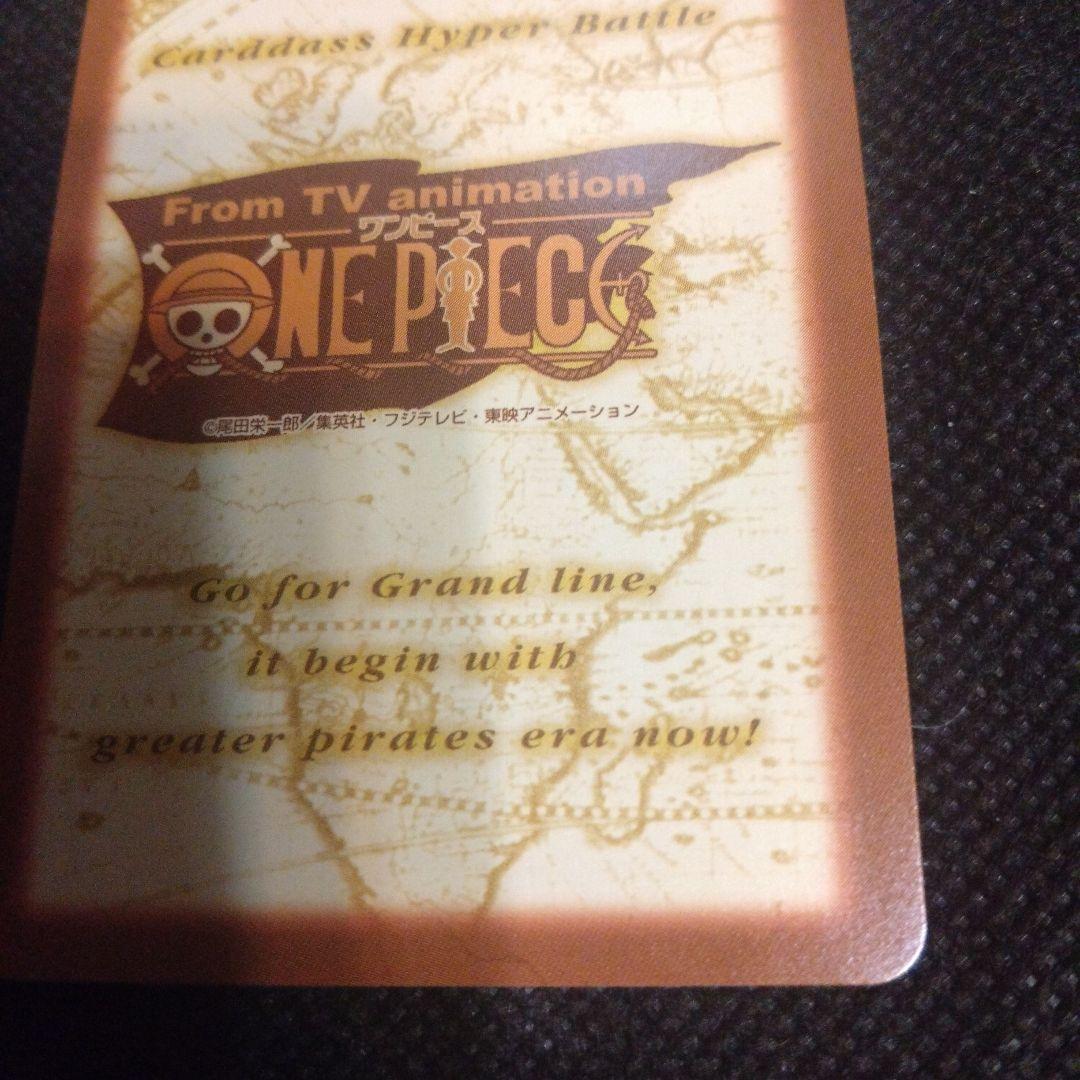 Carddass Hyper Battle
From TV animation
ワンピース
ONE PIECE
©尾田栄一郎／集英社・フジテレビ・東映アニメーション
Go for Grand line,
it begin with
greater pirates era now!